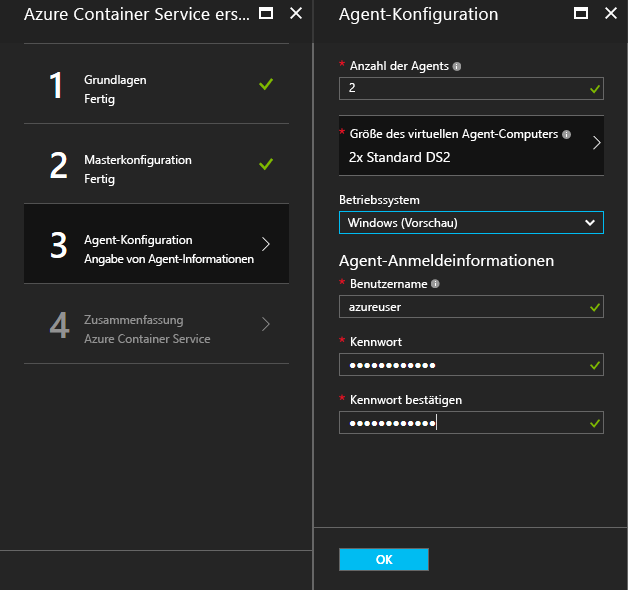 Azure Container Service ers...
1
Grundlagen
Fertig
2
Masterkonfiguration
Fertig
3
Agent-Konfiguration
Angabe von Agent-Informationen
4
Zusammenfassung
Azure Container Service
Agent-Konfiguration
* Anzahl der Agents
2
* Größe des virtuellen Agent-Computers
2x Standard DS2
Betriebssystem
Windows (Vorschau)
Agent-Anmeldeinformationen
* Benutzername
azureuser
* Kennwort
••••••••••••
* Kennwort bestätigen
••••••••••••
OK